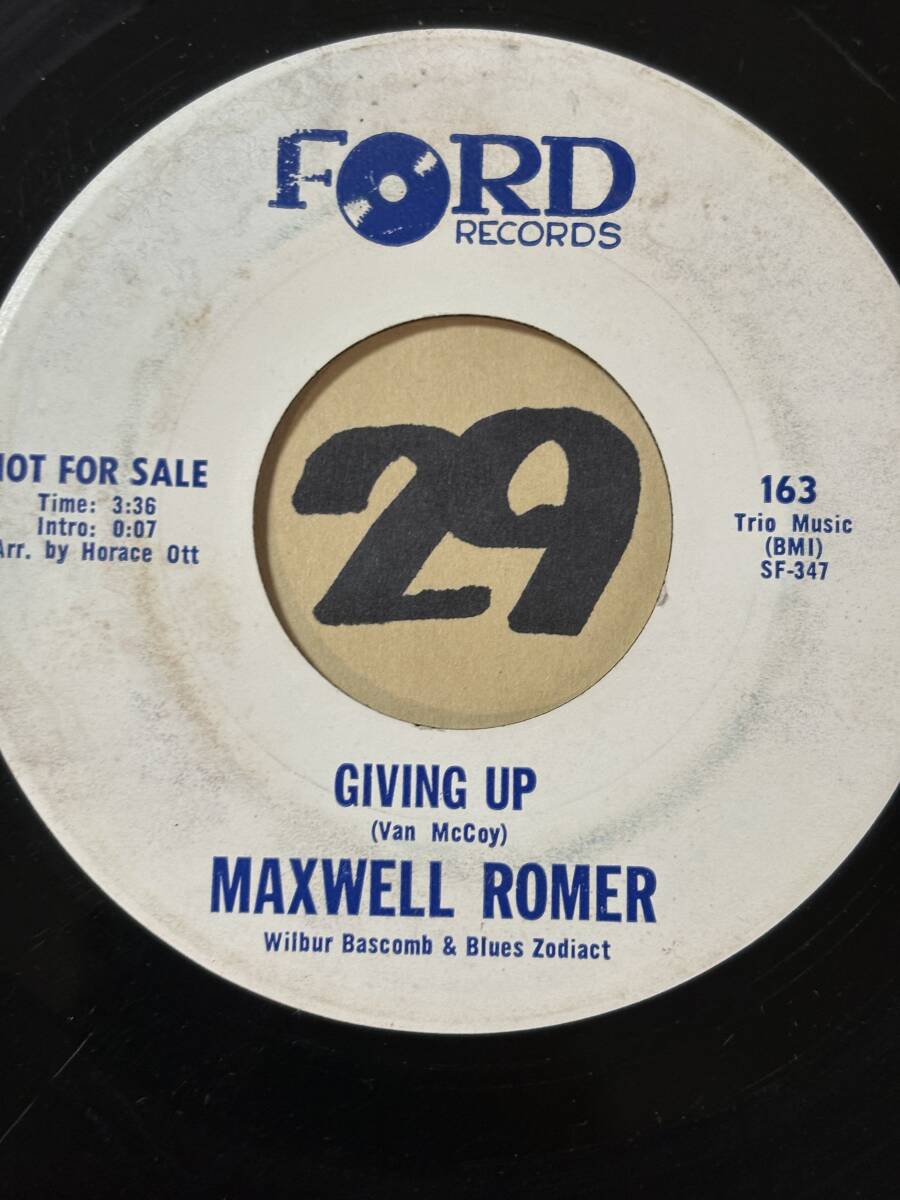 FORD
RECORDS
NOT FOR SALE
Time: 3:36
Intro: 0:07
Arr. by Horace Ott
29
163
Trio Music
(BMI)
SF-347
GIVING UP
(Van McCoy)
MAXWELL ROMER
Wilbur Bascomb & Blues Zodiact